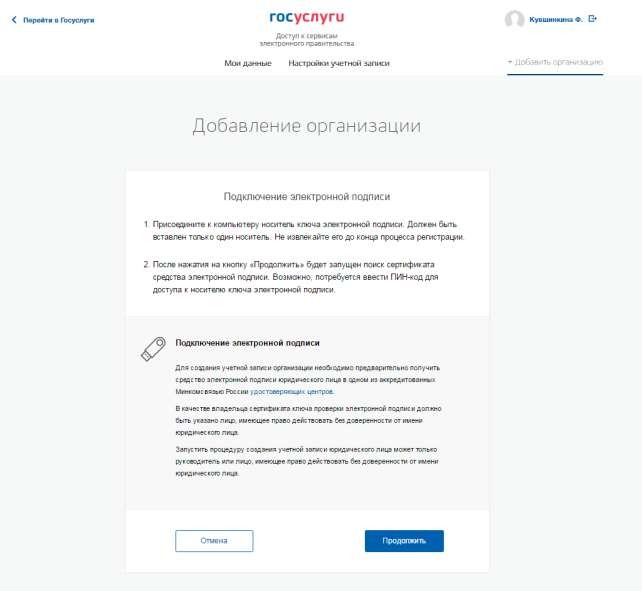 Перейти в Госуслуги
госуслуги
Кувшинкина Ф.
Доступ к сервисам
электронного правительства
Мои данные Настройки учетной записи
+ Добавить организацию
Добавление организации
Подключение электронной подписи
1. Присоедините к компьютеру носитель ключа электронной подписи. Должен быть
вставлен только один носитель. Не извлекайте его до конца процесса регистрации.
2. После нажатия на кнопку «Продолжить» будет запущен поиск сертификата
средства электронной подписи. Возможно, потребуется ввести ПИН-код для
доступа к носителю ключа электронной подписи.
Подключение электронной подписи
Для создания учетной записи организации необходимо предварительно получить
средство электронной подписи юридического лица в одном из аккредитованных
Минкомсвязью России удостоверяющих центров.
В качестве владельца сертификата ключа проверки электронной подписи должно
быть указано лицо, имеющее право действовать без доверенности от имени
юридического лица.
Запустить процедуру создания учетной записи юридического лица может только
руководитель или лицо, имеющее право действовать без доверенности от имени
юридического лица.
Отмена
Продолжить